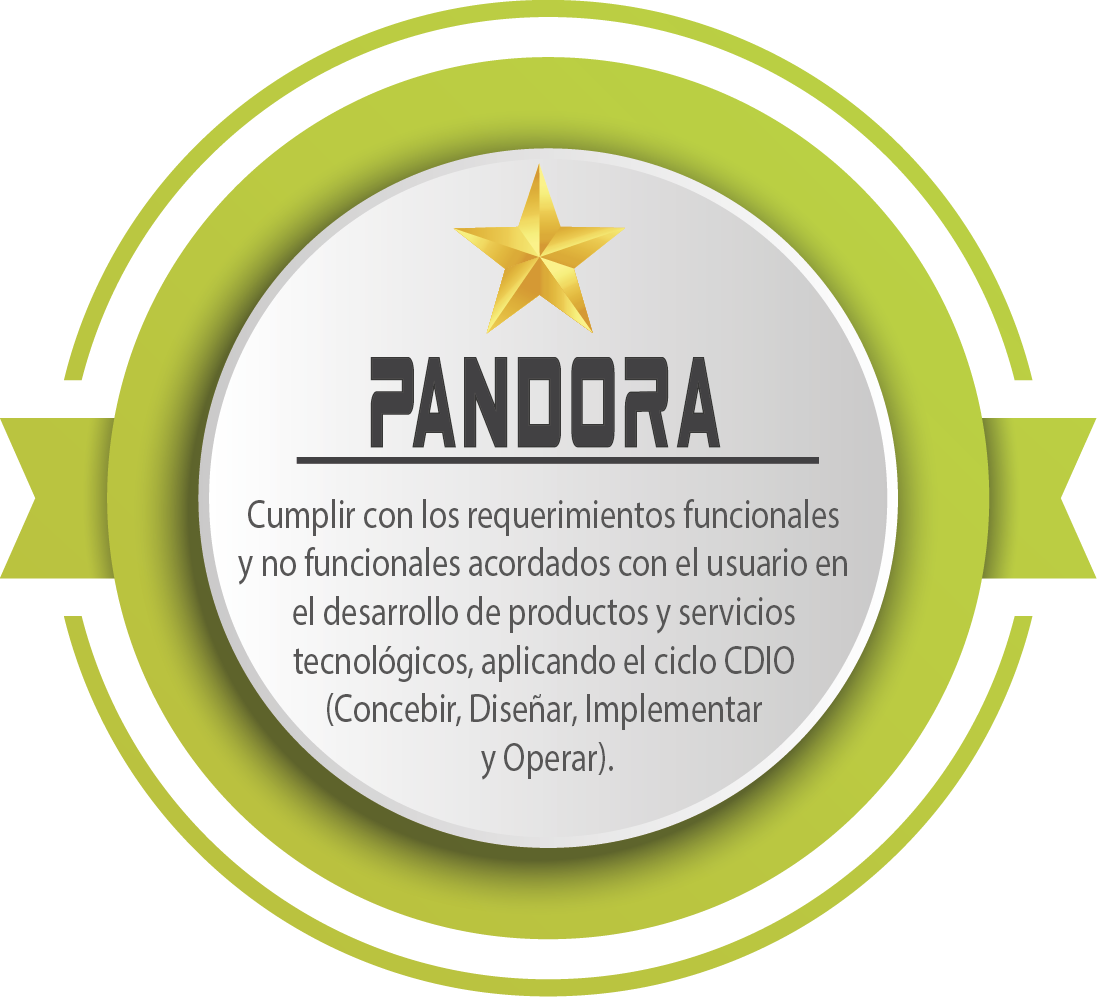 PANDORA
Cumplir con los requerimientos funcionales
y no funcionales acordados con el usuario en
el desarrollo de productos y servicios
tecnológicos, aplicando el ciclo CDIO
(Concebir, Diseñar, Implementar
y Operar).